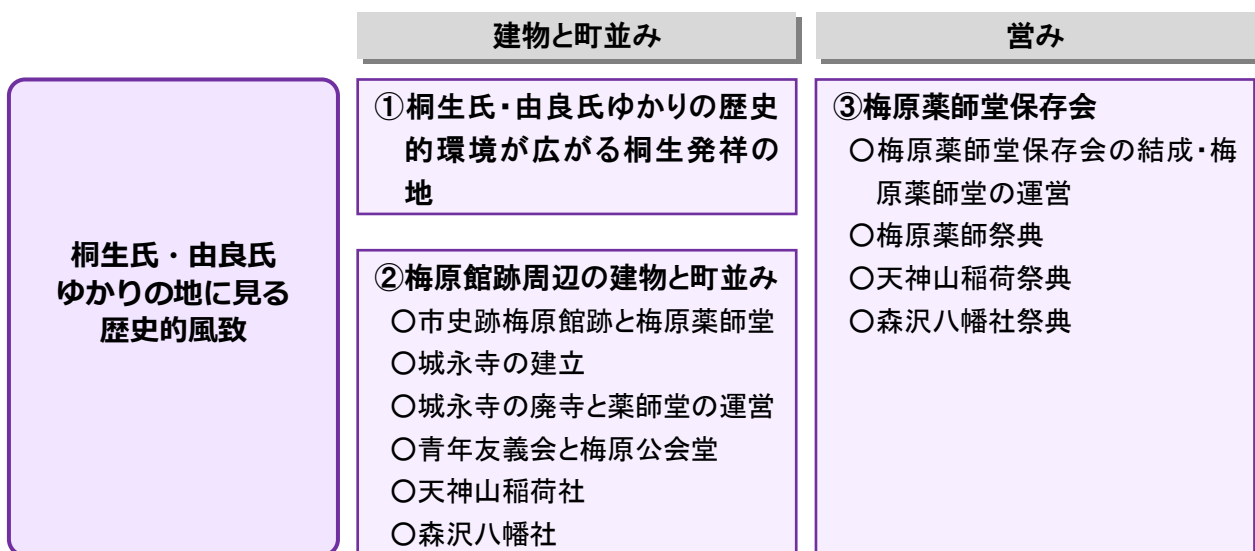 建物と町並み
営み
桐生氏・由良氏
ゆかりの地に見る
歴史的風致
①桐生氏・由良氏ゆかりの歴史
的環境が広がる桐生発祥の
地
②梅原館跡周辺の建物と町並み
○市史跡梅原館跡と梅原薬師堂
○城永寺の建立
○城永寺の廃寺と薬師堂の運営
○青年友義会と梅原公会堂
○天神山稲荷社
○森沢八幡社
③梅原薬師堂保存会
○梅原薬師堂保存会の結成・梅
原薬師堂の運営
○梅原薬師祭典
○天神山稲荷祭典
○森沢八幡社祭典